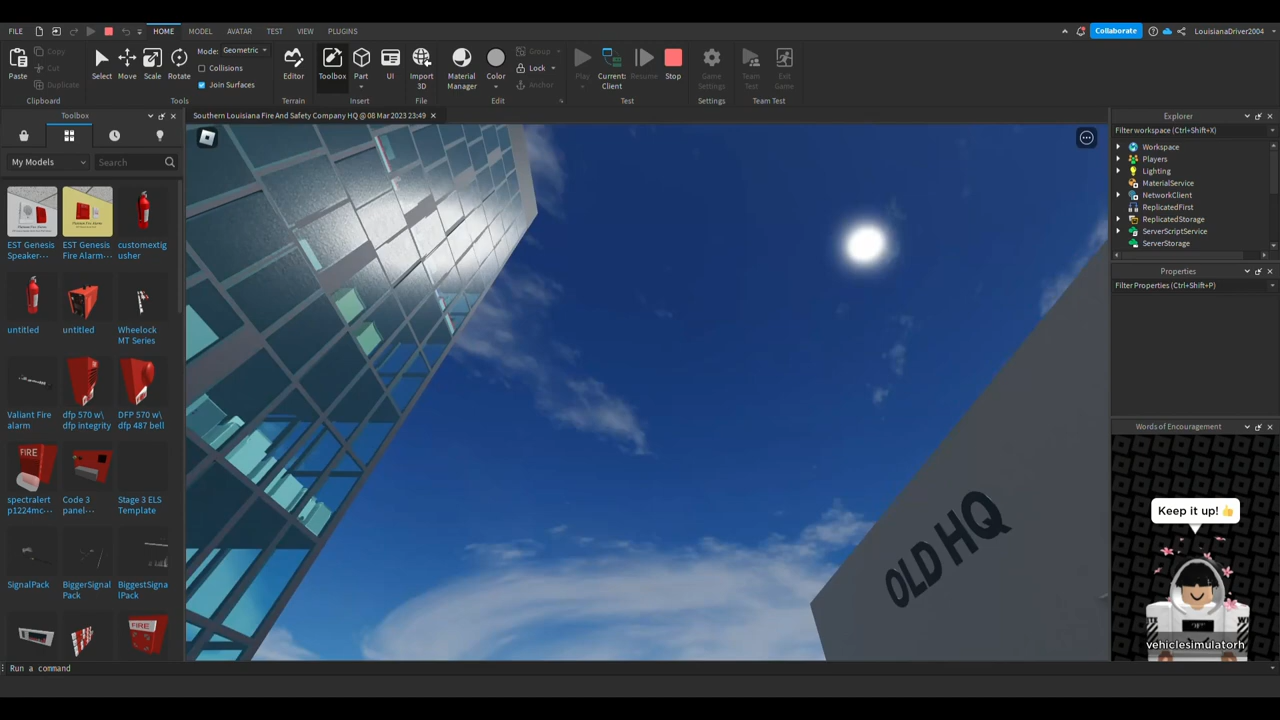 FILE HOME MODEL AVATAR TEST VIEW PLUGINS Collaborate LouisianaDriver2004
Paste Copy Cut Duplicate Select Move Scale Rotate Mode: Geometric Collisions Join Surfaces Editor Toolbox Part UI Import 3D Material Manager Color Group Lock Anchor Play Current: Client Resume Stop Game Settings Team Test Exit Game
Clipboard Tools Terrain Insert File Edit Test Settings Team Test
Toolbox
Southern Louisiana Fire And Safety Company HQ @ 08 Mar 2023 23:49
Explorer
Filter workspace (Ctrl+Shift+X)
My Models Search
Workspace
Players
Lighting
MaterialService
NetworkClient
ReplicatedFirst
ReplicatedStorage
ServerScriptService
ServerStorage
EST Genesis Speaker···
EST Genesis Fire Alarm···
customextig usher
Properties
Filter Properties (Ctrl+Shift+P)
untitled
untitled
Wheelock MT Series
Valiant Fire alarm
dfp 570 w\ dfp integrity
DFP 570 w\ dfp 487 bell
FIRE
spectralert p1224mc···
Code 3 panel···
Stage 3 ELS Template
SignalPack
BiggerSignal Pack
BiggestSigna lPack
FIRE
OLD HQ
Words of Encouragement
Keep it up! 👍
vehiclesimulatorh
Run a command